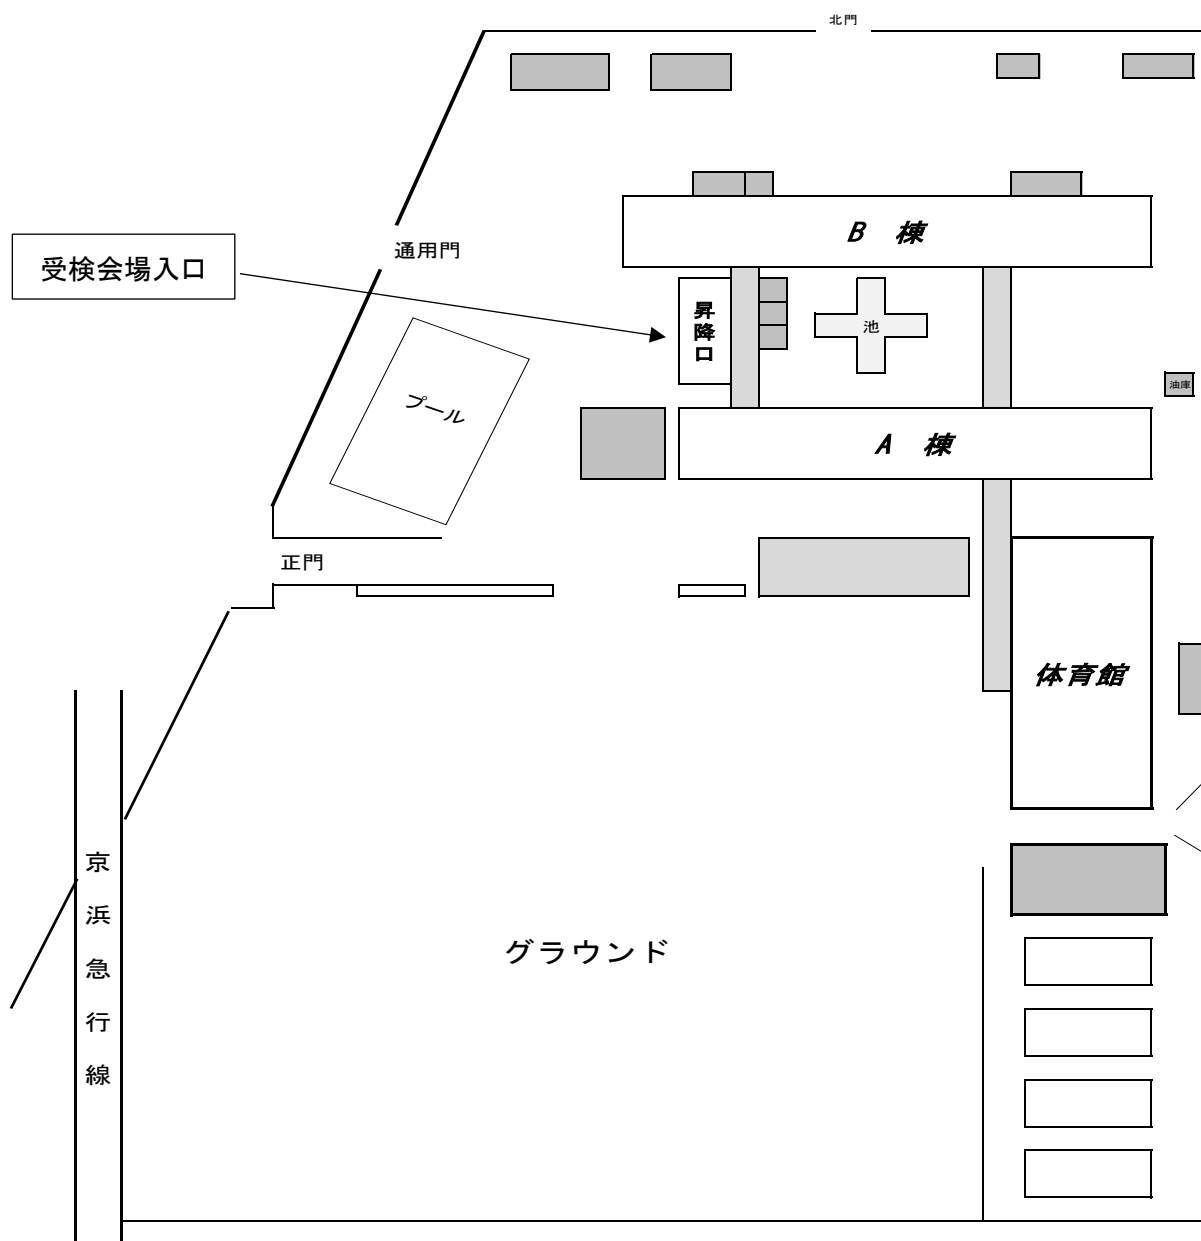 北門
通用門
受検会場入口
B 棟
昇降口
池
プール
油庫
A 棟
正門
体育館
京浜急行線
グラウンド